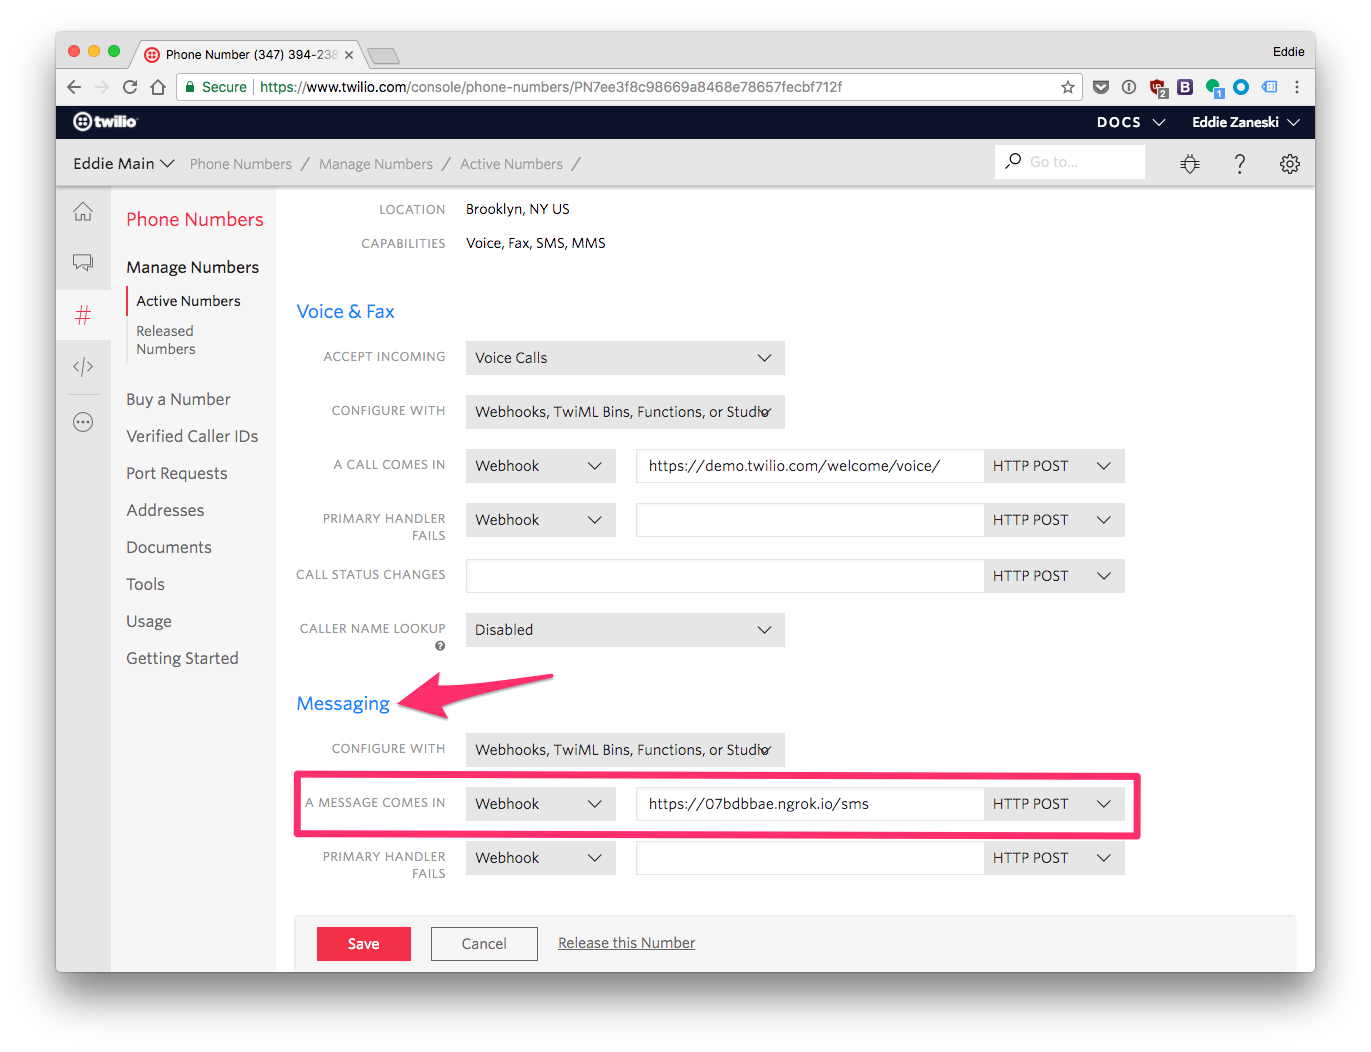 Phone Number (347) 394-238
Eddie
Secure https://www.twilio.com/console/phone-numbers/PN7ee3f8c98669a8468e78657fecbf712f
2
B
1
twilio
DOCS
Eddie Zaneski
Eddie Main
Phone Numbers / Manage Numbers / Active Numbers /
Go to...
?
Phone Numbers
Manage Numbers
Active Numbers
Released
Numbers
Buy a Number
Verified Caller IDs
Port Requests
Addresses
Documents
Tools
Usage
Getting Started
#
</>
LOCATION Brooklyn, NY US
CAPABILITIES Voice, Fax, SMS, MMS
Voice & Fax
ACCEPT INCOMING Voice Calls
CONFIGURE WITH Webhooks, TwiML Bins, Functions, or Studio
A CALL COMES IN Webhook https://demo.twilio.com/welcome/voice/ HTTP POST
PRIMARY HANDLER Webhook HTTP POST
FAILS
CALL STATUS CHANGES HTTP POST
CALLER NAME LOOKUP Disabled
?
Messaging
CONFIGURE WITH Webhooks, TwiML Bins, Functions, or Studio
A MESSAGE COMES IN Webhook https://07bdbbae.ngrok.io/sms HTTP POST
PRIMARY HANDLER Webhook HTTP POST
FAILS
Save Cancel Release this Number